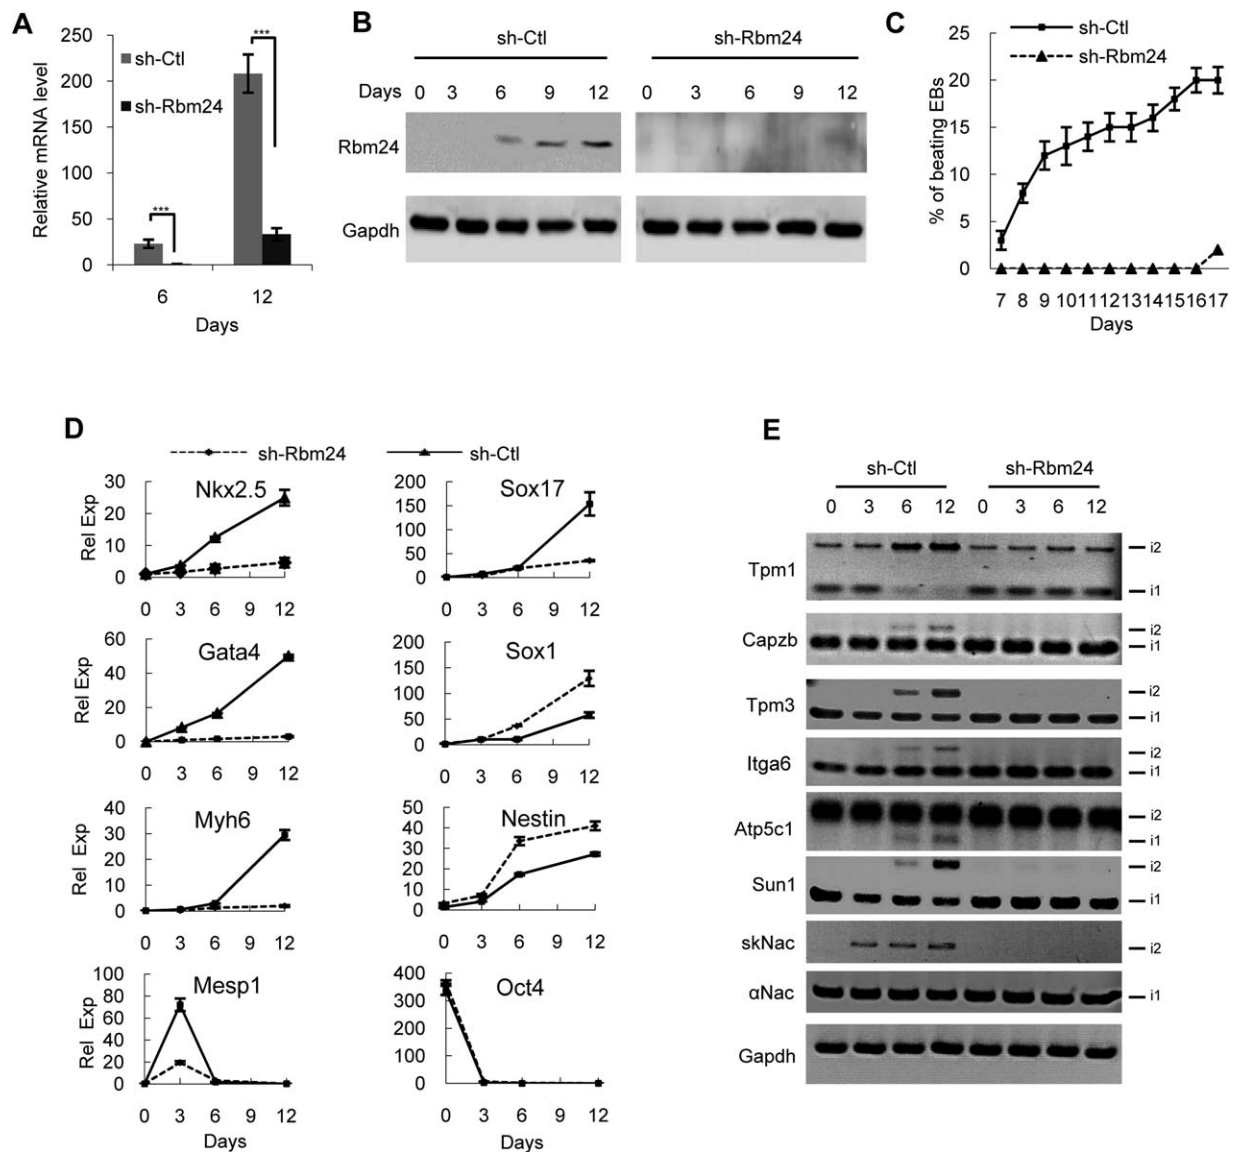 A
250
200
150
100
50
0
Relative mRNA level
sh-Ctl
sh-Rbm24
***
***
6 12
Days
B
sh-Ctl sh-Rbm24
Days 0 3 6 9 12 0 3 6 9 12
Rbm24
Gapdh
C
sh-Ctl
sh-Rbm24
25
20
15
10
5
0
% of beating EBs
7 8 9 10 11 12 13 14 15 16 17
Days
D
sh-Rbm24 sh-Ctl
Nkx2.5
30
20
10
0
Rel Exp
0 3 6 9 12
Sox17
200
150
100
50
0
0 3 6 9 12
Gata4
60
40
20
0
Rel Exp
0 3 6 9 12
Sox1
200
150
100
50
0
0 3 6 9 12
Myh6
40
30
20
10
0
Rel Exp
0 3 6 9 12
Nestin
50
40
30
20
10
0
0 3 6 9 12
Mesp1
100
80
60
40
20
0
Rel Exp
0 3 6 9 12
Days
Oct4
400
300
200
100
0
0 3 6 9 12
Days
E
sh-Ctl sh-Rbm24
0 3 6 12 0 3 6 12
Tpm1
i2
i1
Capzb
i2
i1
Tpm3
i2
i1
Itga6
i2
i1
Atp5c1
i2
i1
Sun1
i2
i1
skNac
i2
αNac
i1
Gapdh